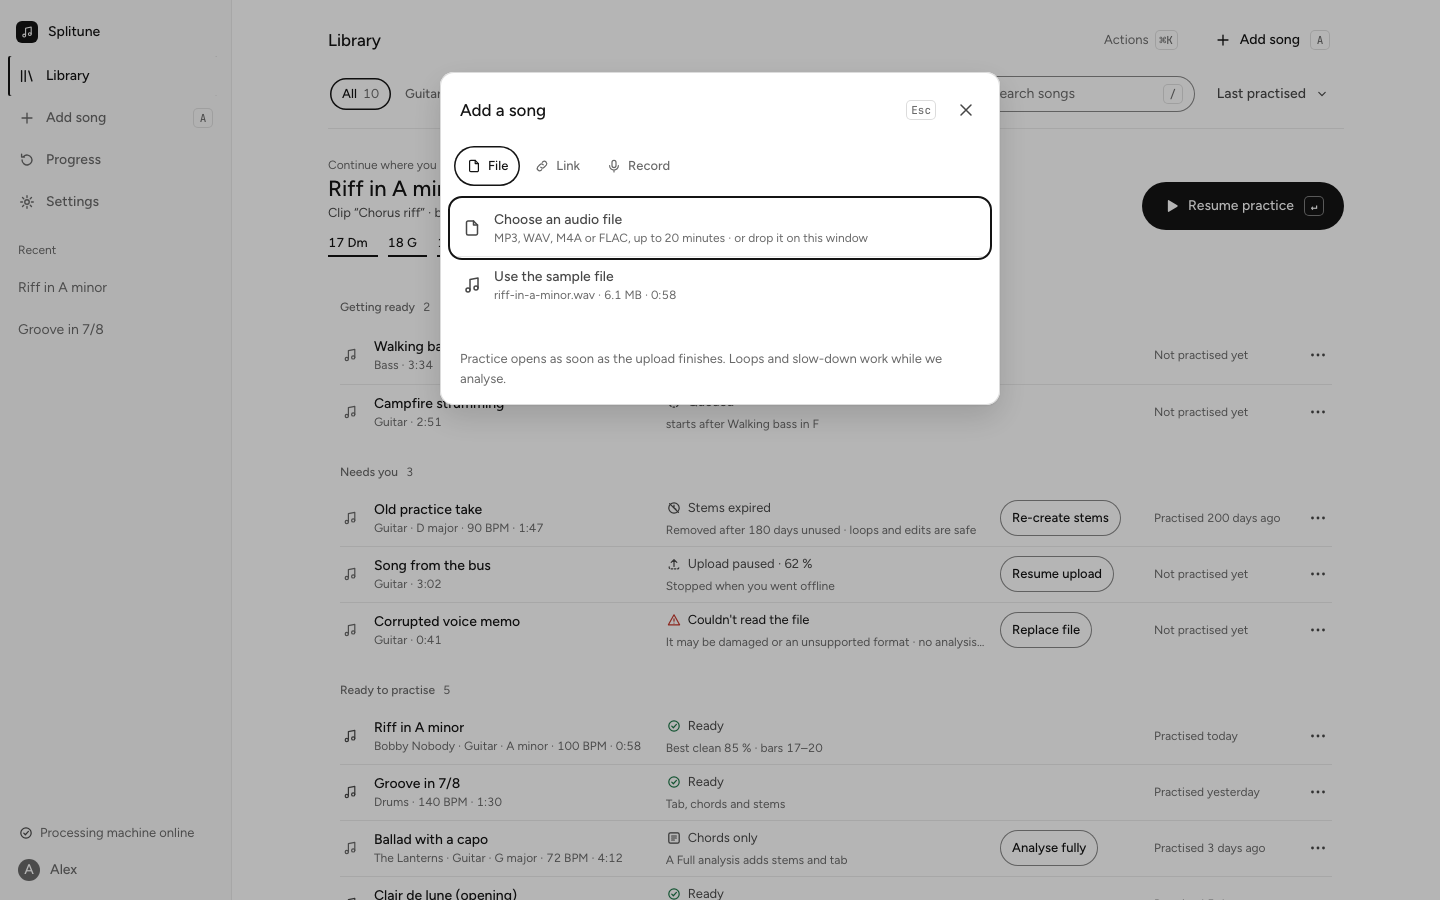 Splitune
Library
Add song A
Progress
Settings
Recent
Riff in A minor
Groove in 7/8
Processing machine online
A Alex
Library
Actions ⌘K
Add song A
All 10
Guitar
earch songs /
Last practised
Continue where you
Riff in A mi
Clip "Chorus riff" ·
17 Dm 18 G
Resume practice ↵
Add a song
Esc
File Link Record
Choose an audio file
MP3, WAV, M4A or FLAC, up to 20 minutes · or drop it on this window
Use the sample file
riff-in-a-minor.wav · 6.1 MB · 0:58
Practice opens as soon as the upload finishes. Loops and slow-down work while we
analyse.
Getting ready 2
Walking ba
Bass · 3:34
Not practised yet
Campfire strumming
Guitar · 2:51
starts after Walking bass in F
Not practised yet
Needs you 3
Old practice take
Guitar · D major · 90 BPM · 1:47
Stems expired
Removed after 180 days unused · loops and edits are safe
Re-create stems
Practised 200 days ago
Song from the bus
Guitar · 3:02
Upload paused · 62 %
Stopped when you went offline
Resume upload
Not practised yet
Corrupted voice memo
Guitar · 0:41
Couldn't read the file
It may be damaged or an unsupported format · no analysis…
Replace file
Not practised yet
Ready to practise 5
Riff in A minor
Bobby Nobody · Guitar · A minor · 100 BPM · 0:58
Ready
Best clean 85 % · bars 17–20
Practised today
Groove in 7/8
Drums · 140 BPM · 1:30
Ready
Tab, chords and stems
Practised yesterday
Ballad with a capo
The Lanterns · Guitar · G major · 72 BPM · 4:12
Chords only
A Full analysis adds stems and tab
Analyse fully
Practised 3 days ago
Clair de lune (opening)
Ready